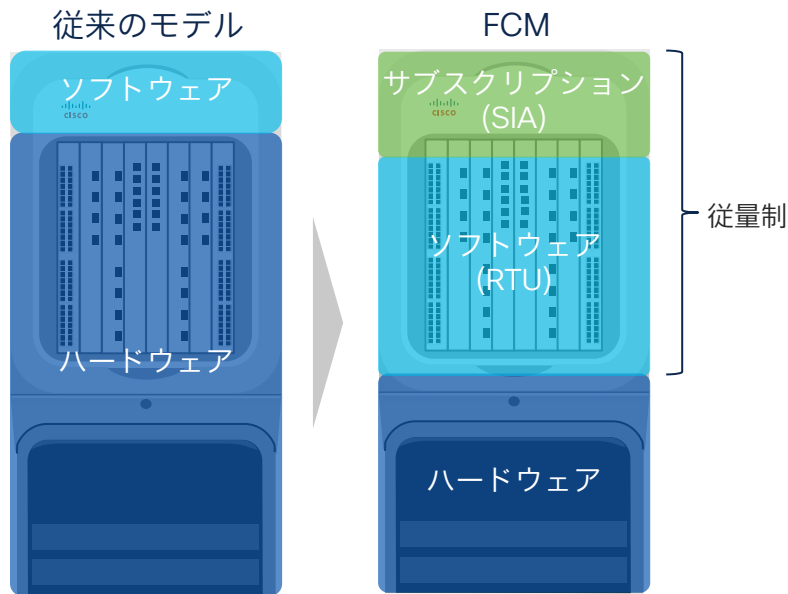 従来のモデル
ソフトウェア
CISCO
ハードウェア
FCM
サブスクリプション
(SIA)
CISCO
ソフトウェア
(RTU)
ハードウェア
従量制